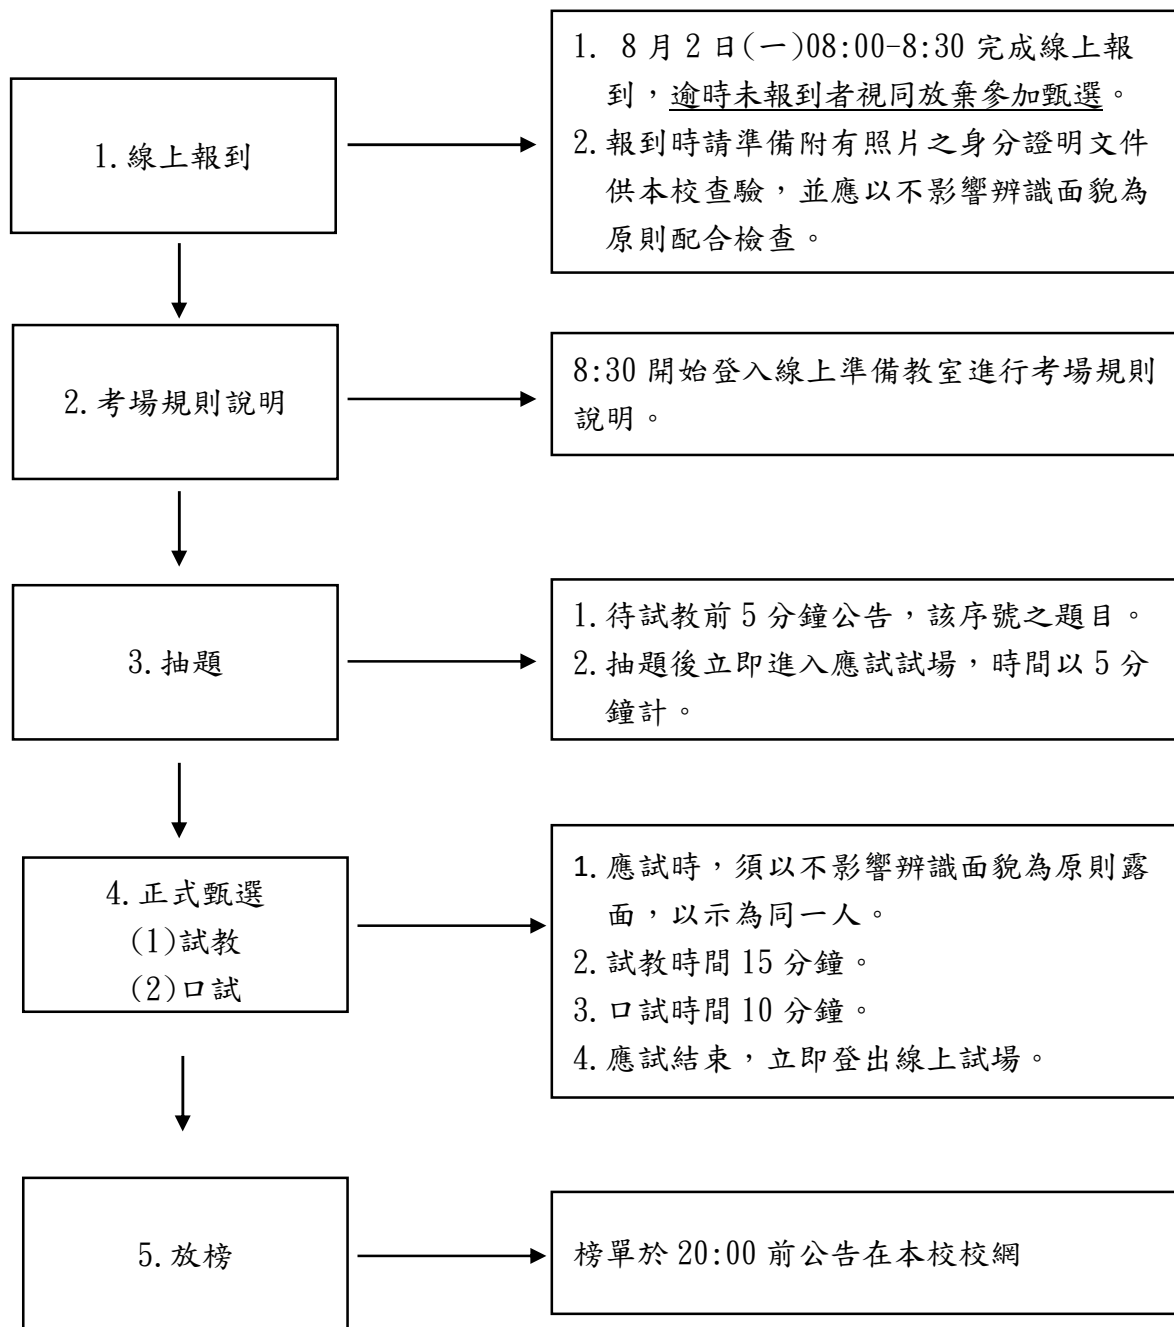 1.線上報到
1. 8月2日(一)08:00-8:30完成線上報
到，逾時未報到者視同放棄參加甄選。
2.報到時請準備附有照片之身分證明文件
供本校查驗，並應以不影響辨識面貌為
原則配合檢查。
2.考場規則說明
8:30開始登入線上準備教室進行考場規則
說明。
3.抽題
1.待試教前5分鐘公告，該序號之題目。
2.抽題後立即進入應試試場，時間以5分
鐘計。
4.正式甄選
(1)試教
(2)口試
1.應試時，須以不影響辨識面貌為原則露
面，以示為同一人。
2.試教時間15分鐘。
3.口試時間10分鐘。
4.應試結束，立即登出線上試場。
5.放榜
榜單於20:00前公告在本校校網